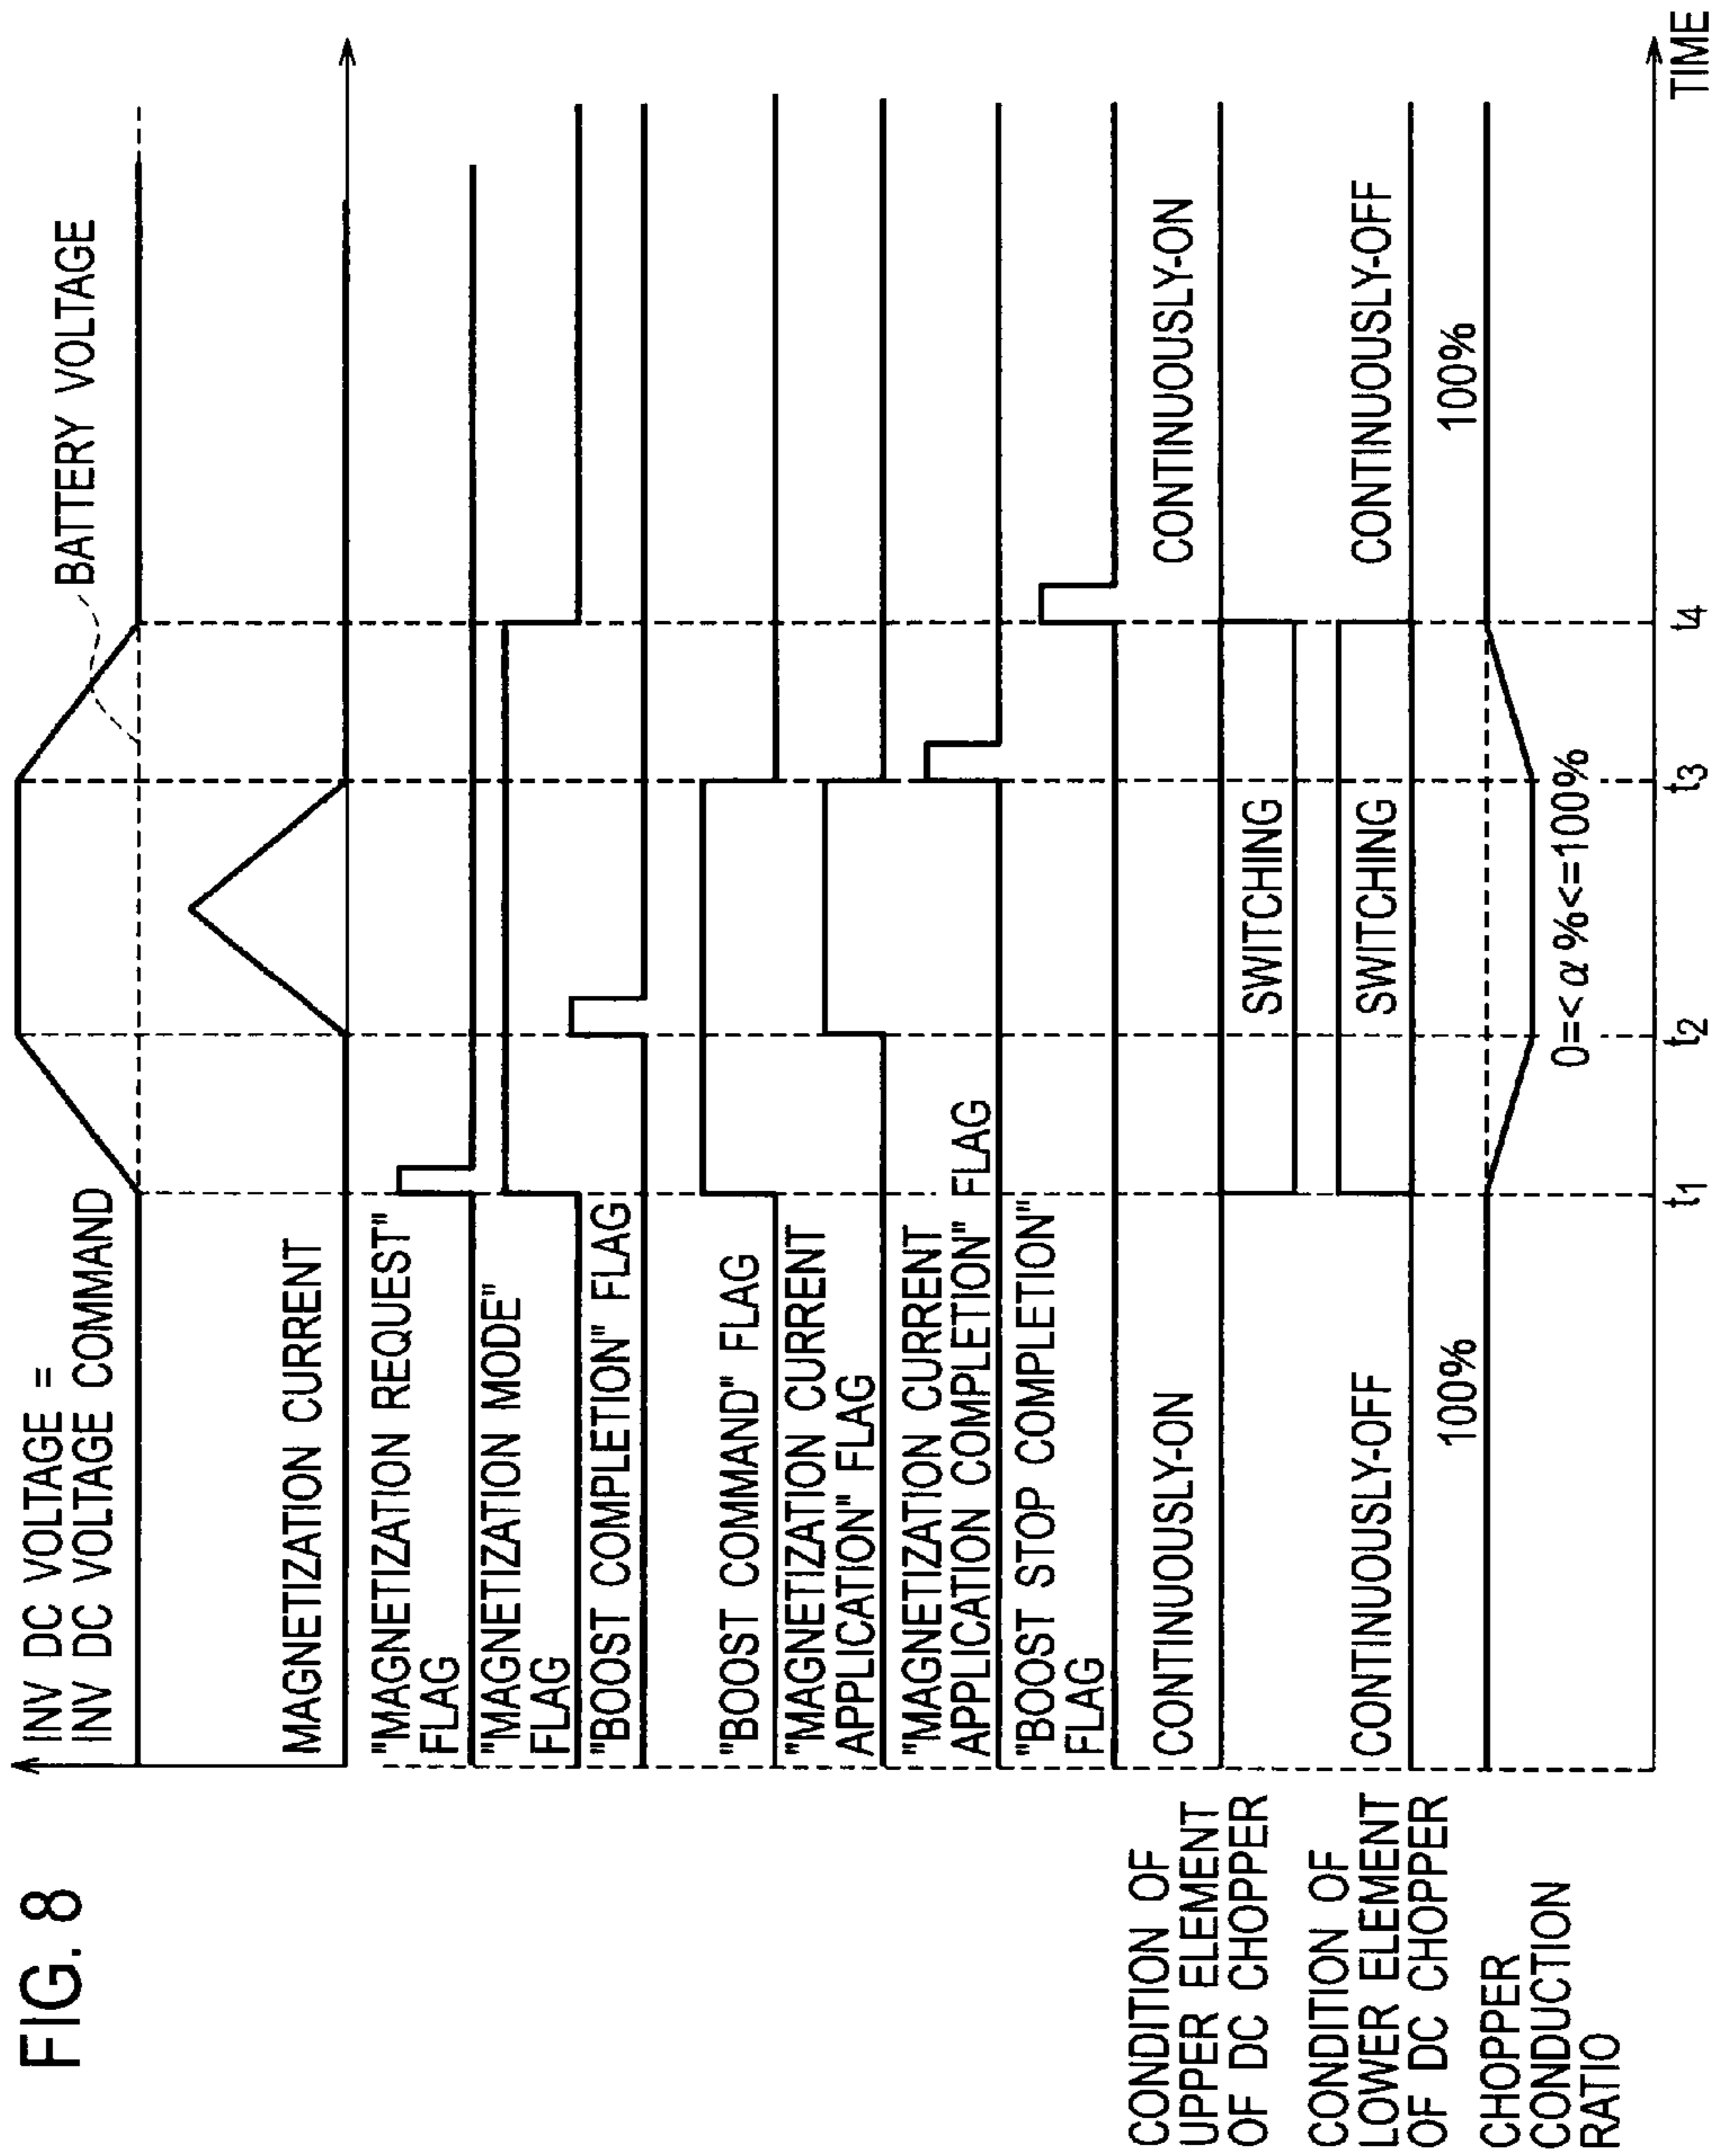 FIG. 8
INV DC VOLTAGE =
INV DC VOLTAGE COMMAND
BATTERY VOLTAGE
MAGNETIZATION CURRENT
"MAGNETIZATION REQUEST"
FLAG
"MAGNETIZATION MODE"
FLAG
"BOOST COMPLETION" FLAG
"BOOST COMMAND" FLAG
"MAGNETIZATION CURRENT
APPLICATION" FLAG
"MAGNETIZATION CURRENT
APPLICATION COMPLETION" FLAG
"BOOST STOP COMPLETION"
FLAG
CONDITION OF
UPPER ELEMENT
OF DC CHOPPER
CONTINUOUSLY-ON
SWITCHING
CONTINUOUSLY-ON
CONDITION OF
LOWER ELEMENT
OF DC CHOPPER
CONTINUOUSLY-OFF
SWITCHING
CONTINUOUSLY-OFF
CHOPPER
CONDUCTION
RATIO
100%
0=<α%<=100%
100%
t1
t2
t3
t4
TIME